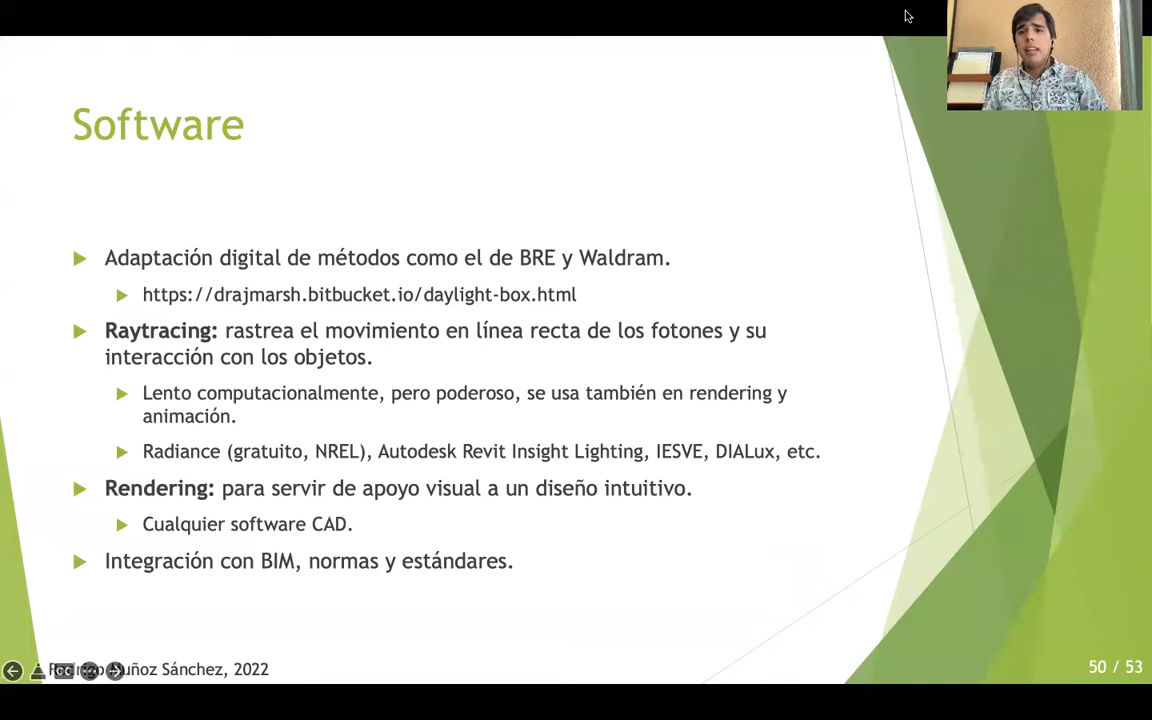 Software
Adaptación digital de métodos como el de BRE y Waldram.
https://drajmarsh.bitbucket.io/daylight-box.html
Raytracing: rastrea el movimiento en línea recta de los fotones y su
interacción con los objetos.
Lento computacionalmente, pero poderoso, se usa también en rendering y
animación.
Radiance (gratuito, NREL), Autodesk Revit Insight Lighting, IESVE, DIALux, etc.
Rendering: para servir de apoyo visual a un diseño intuitivo.
Cualquier software CAD.
Integración con BIM, normas y estándares.
Rodrigo Muñoz Sánchez, 2022
50 / 53